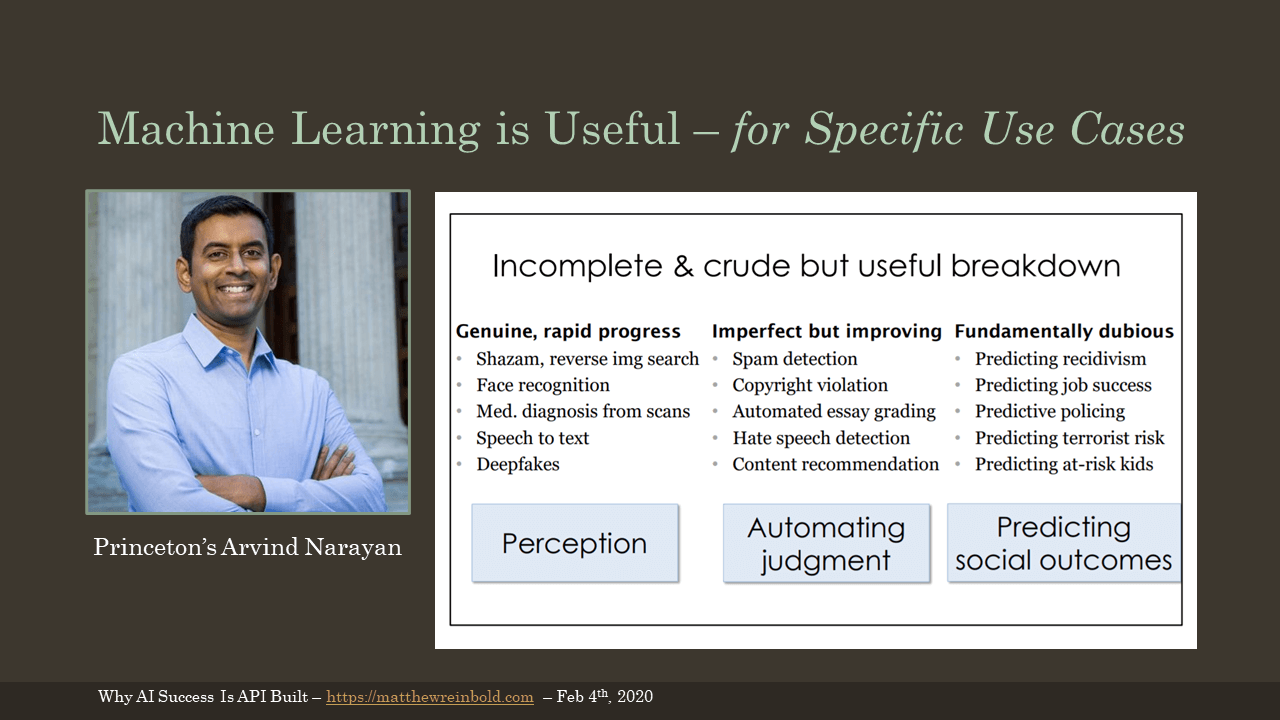 Machine Learning is Useful – for Specific Use Cases
Princeton's Arvind Narayan
Incomplete & crude but useful breakdown
Genuine, rapid progress
• Shazam, reverse img search
• Face recognition
• Med. diagnosis from scans
• Speech to text
• Deepfakes
Perception
Imperfect but improving
• Spam detection
• Copyright violation
• Automated essay grading
• Hate speech detection
• Content recommendation
Automating
judgment
Fundamentally dubious
• Predicting recidivism
• Predicting job success
• Predictive policing
• Predicting terrorist risk
• Predicting at-risk kids
Predicting
social outcomes
Why AI Success Is API Built – https://matthewreinbold.com – Feb 4th, 2020